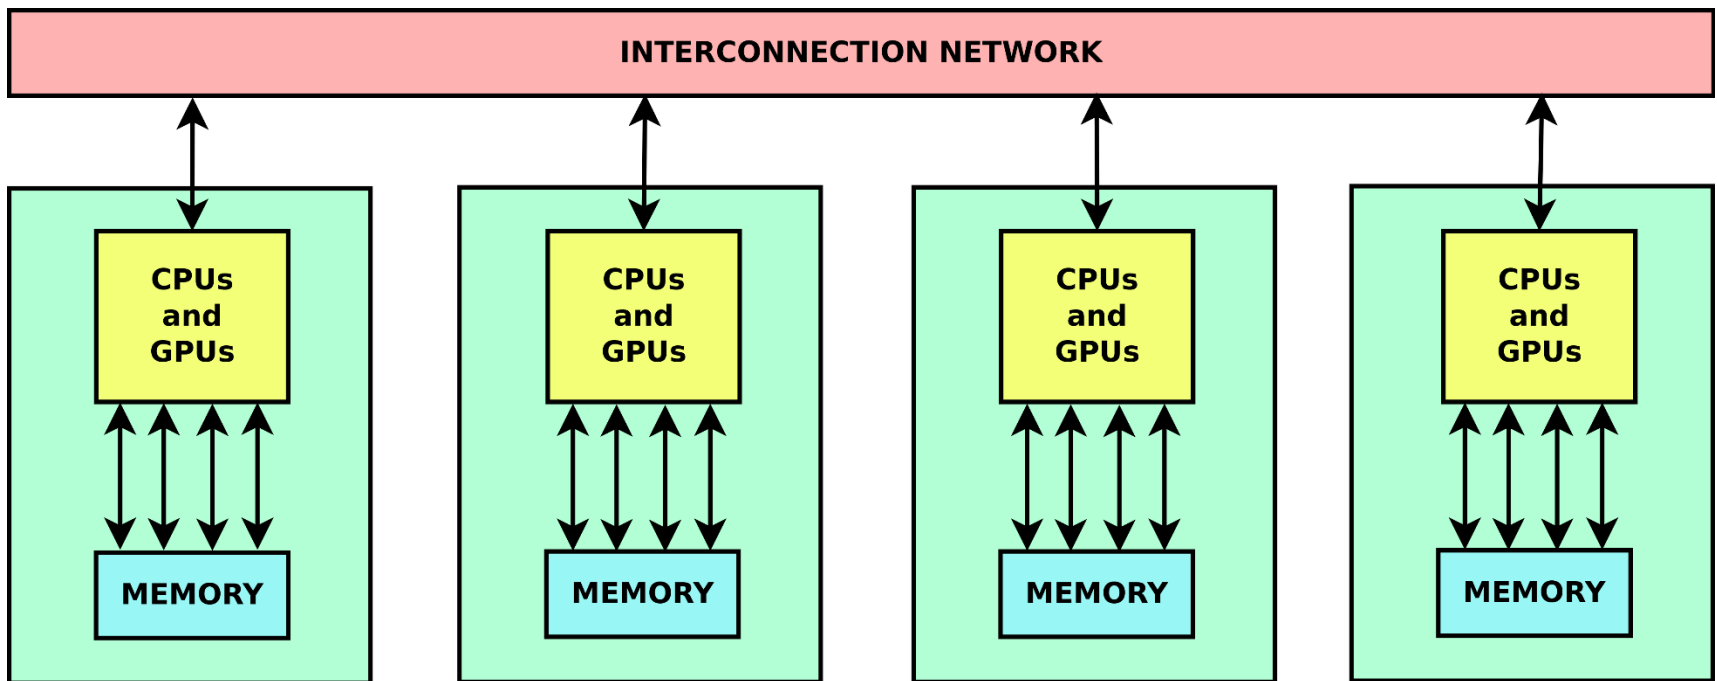 INTERCONNECTION NETWORK
CPUs
and
GPUs
CPUs
and
GPUs
CPUs
and
GPUs
CPUs
and
GPUs
MEMORY
MEMORY
MEMORY
MEMORY